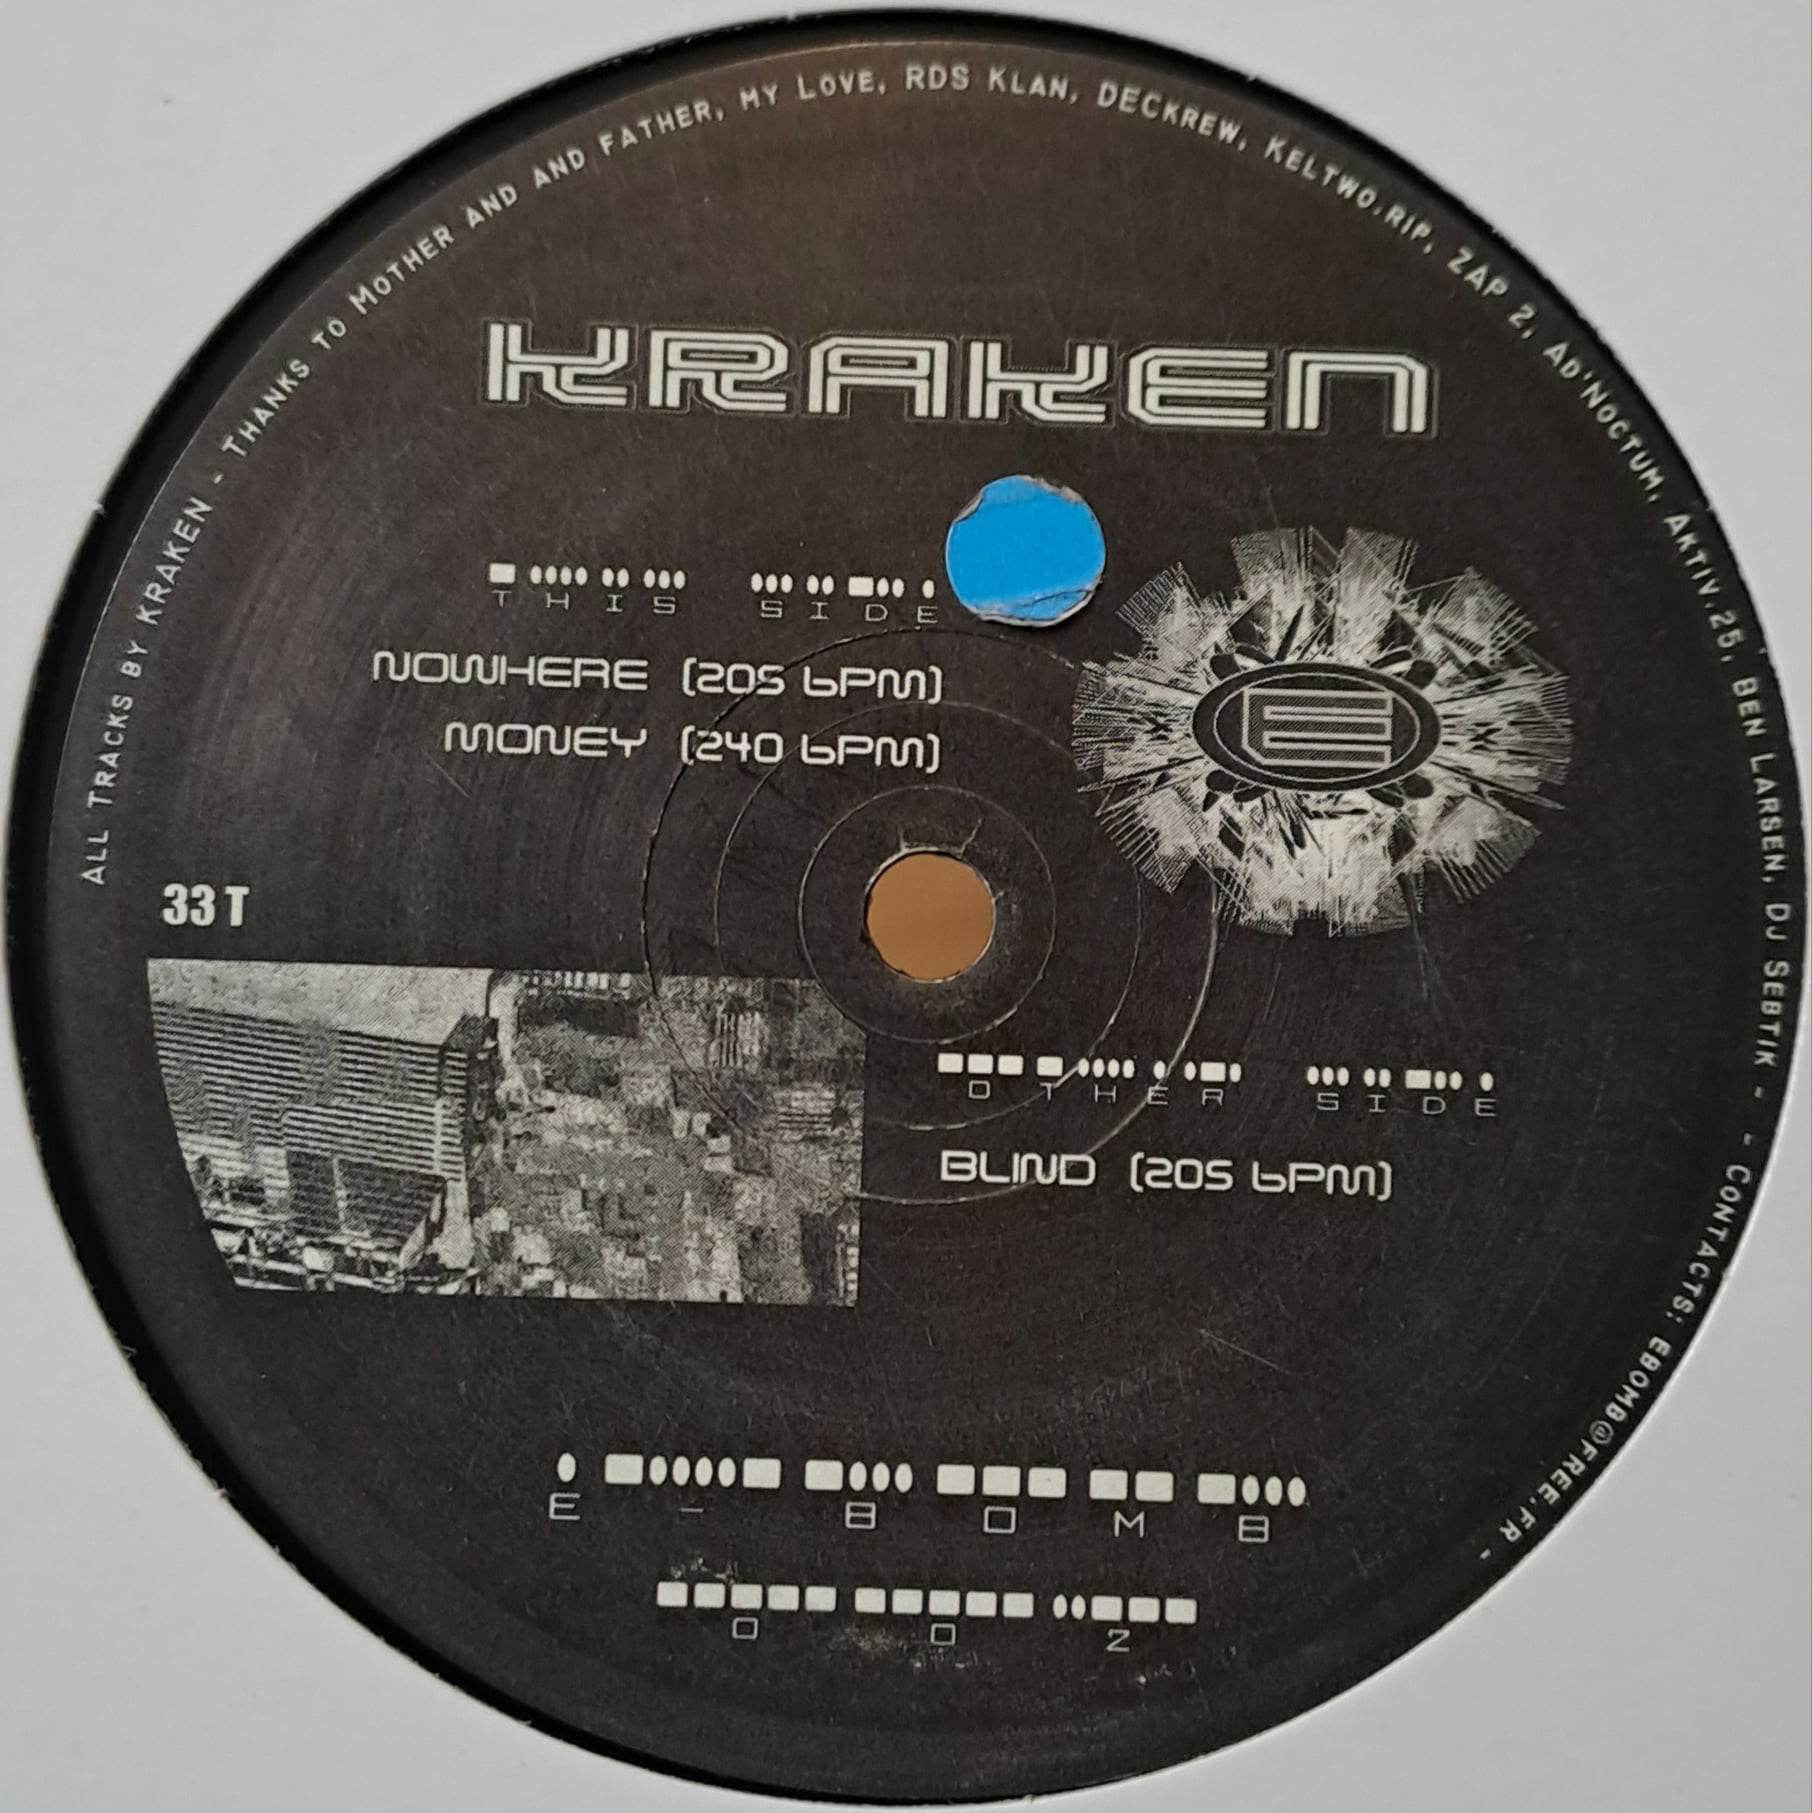 ALL TRACKS BY KRAKEN - THANKS TO MOTHER AND AND FATHER, MY LOVE, RDS KLAN, DECKREW, KELTWO.RIP, ZAP 2, AD'NOCTUM, AKTIV.25, BEN LARSEN, DJ SEBTIK - - CONTACTS: EBOMB@FREE.FR -
KRAKEN
THIS SIDE
NOWHERE (205 bPM)
MONEY (240 bPM)
E
33 T
OTHER SIDE
BLIND (205 bPM)
E-BOMB
002